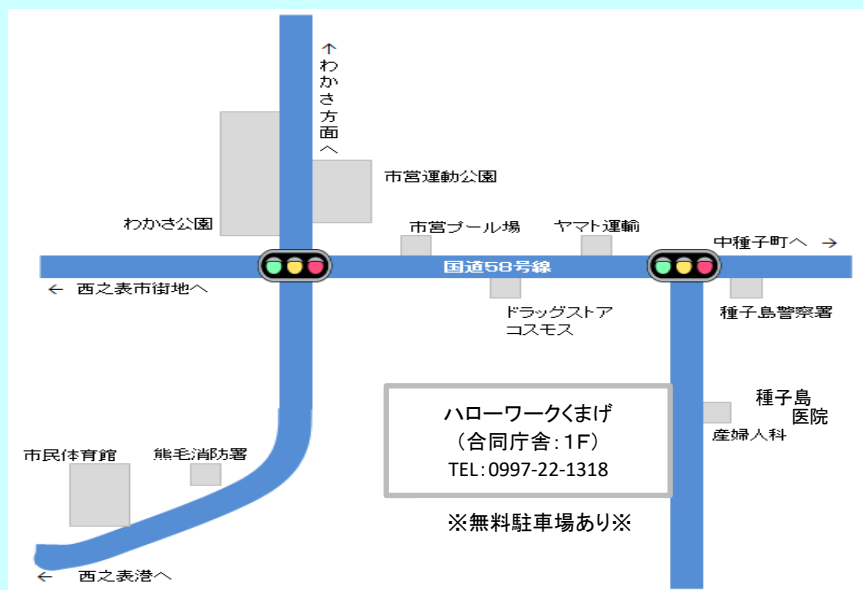 ↑わかさ方面へ
市営運動公園
わかさ公園
市営プール場
ヤマト運輸
中種子町へ →
国道58号線
← 西之表市街地へ
ドラッグストア
コスモス
種子島警察署
ハローワークくまげ
（合同庁舎：１Ｆ）
TEL：0997-22-1318
種子島
医院
産婦人科
市民体育館
熊毛消防署
※無料駐車場あり※
← 西之表港へ